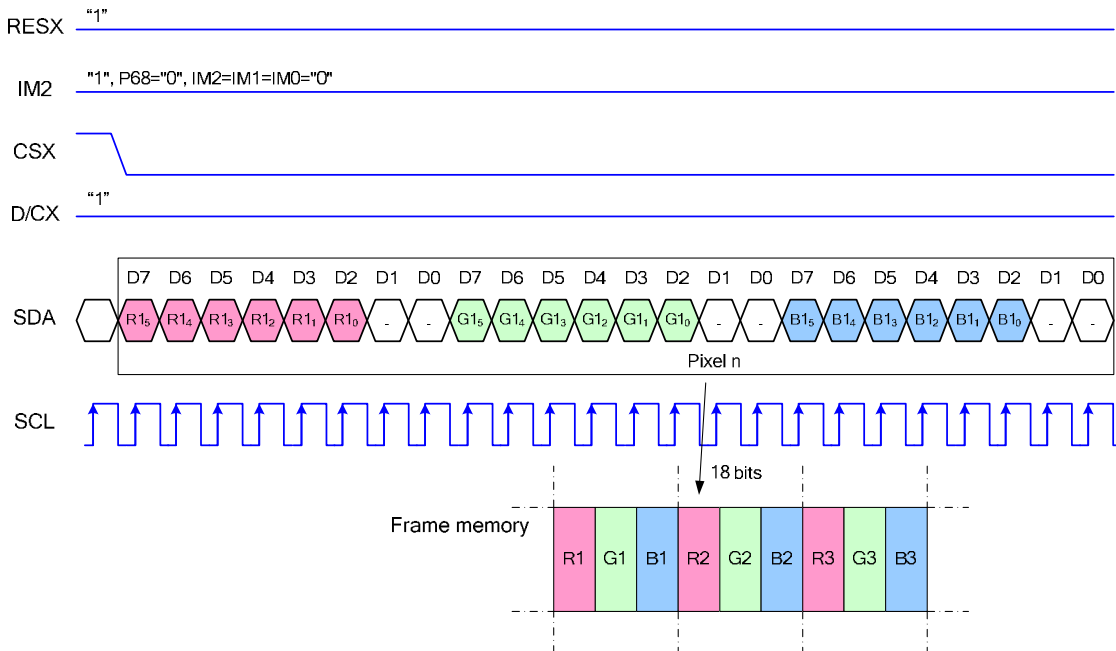 RESX "1"
IM2 "1", P68="0", IM2=IM1=IM0="0"
CSX
D/CX "1"
D7 D6 D5 D4 D3 D2 D1 D0 D7 D6 D5 D4 D3 D2 D1 D0 D7 D6 D5 D4 D3 D2 D1 D0
SDA R1₅ R1₄ R1₃ R1₂ R1₁ R1₀ - - G1₅ G1₄ G1₃ G1₂ G1₁ G1₀ - - B1₅ B1₄ B1₃ B1₂ B1₁ B1₀ - -
Pixel n
SCL
18 bits
Frame memory
R1 G1 B1 R2 G2 B2 R3 G3 B3